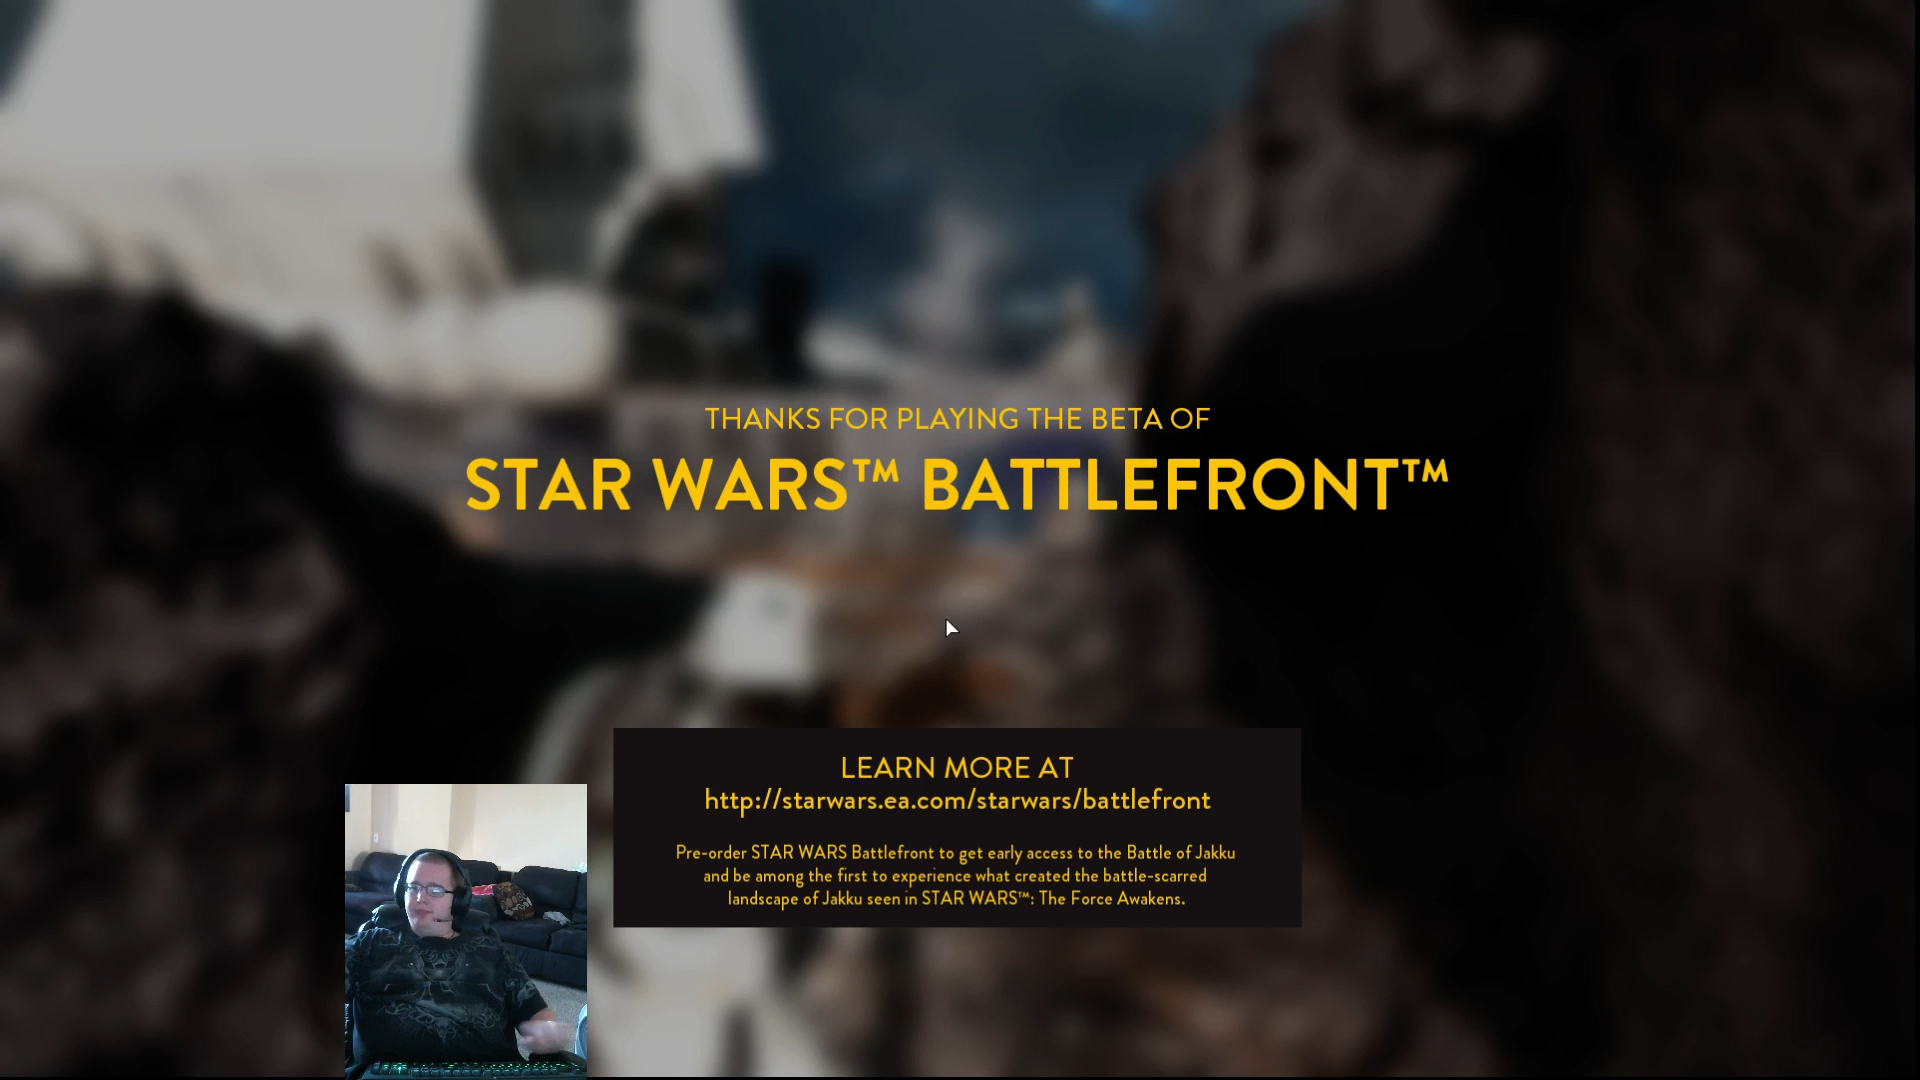 THANKS FOR PLAYING THE BETA OF
STAR WARS™ BATTLEFRONT™
LEARN MORE AT
http://starwars.ea.com/starwars/battlefront
Pre-order STAR WARS Battlefront to get early access to the Battle of Jakku
and be among the first to experience what created the battle-scarred
landscape of Jakku seen in STAR WARS™: The Force Awakens.